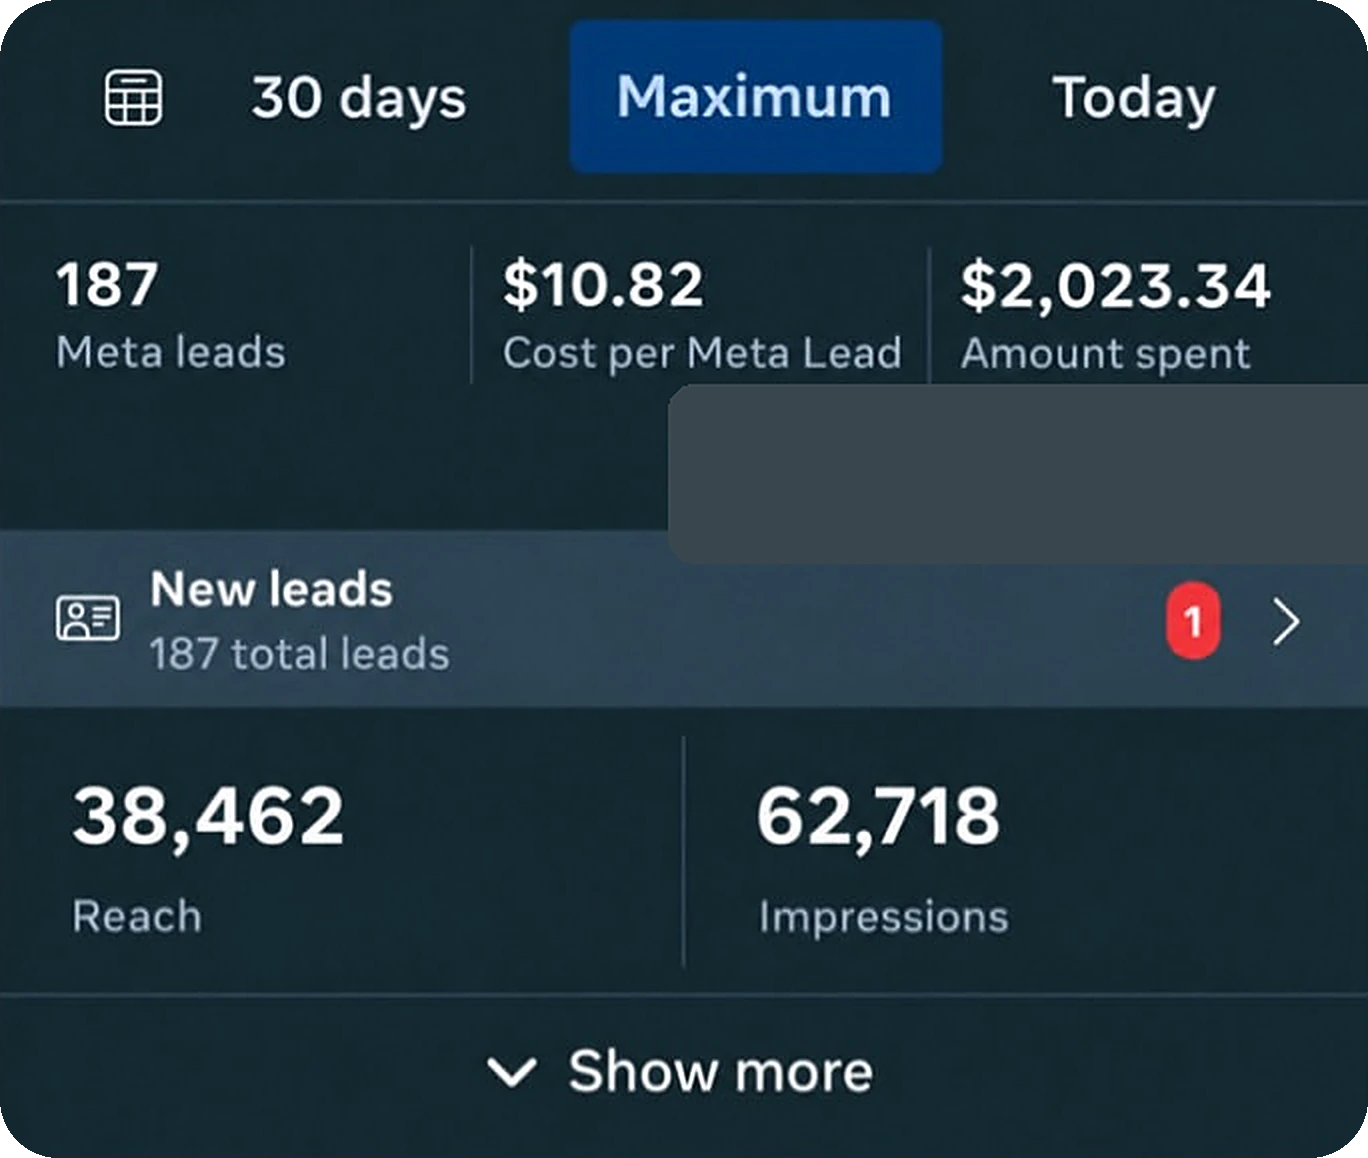 30 days Maximum Today
187 $10.82 $2,023.34
Meta leads Cost per Meta Lead Amount spent
New leads
187 total leads
1
38,462 62,718
Reach Impressions
Show more